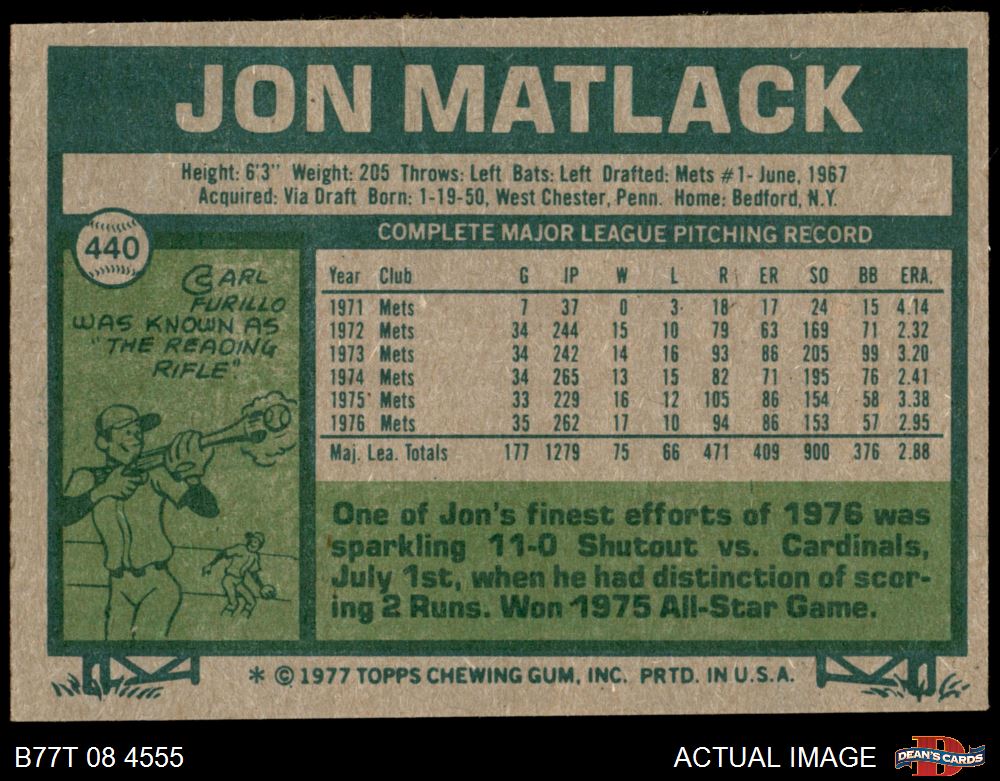 JON MATLACK
Height: 6'3" Weight: 205 Throws: Left Bats: Left Drafted: Mets #1- June, 1967
Acquired: Via Draft Born: 1-19-50, West Chester, Penn. Home: Bedford, N.Y.
440
CARL
FURILLO
WAS KNOWN AS
"THE READING
RIFLE".
COMPLETE MAJOR LEAGUE PITCHING RECORD
Year Club G IP W L R ER SO BB ERA.
1971 Mets 7 37 0 3 18 17 24 15 4.14
1972 Mets 34 244 15 10 79 63 169 71 2.32
1973 Mets 34 242 14 16 93 86 205 99 3.20
1974 Mets 34 265 13 15 82 71 195 76 2.41
1975 Mets 33 229 16 12 105 86 154 58 3.38
1976 Mets 35 262 17 10 94 86 153 57 2.95
Maj. Lea. Totals 177 1279 75 66 471 409 900 376 2.88
One of Jon's finest efforts of 1976 was
sparkling 11-0 Shutout vs. Cardinals,
July 1st, when he had distinction of scor-
ing 2 Runs. Won 1975 All-Star Game.
* © 1977 TOPPS CHEWING GUM, INC. PRTD. IN U.S.A.
B77T 08 4555
ACTUAL IMAGE
D
DEAN'S CARDS